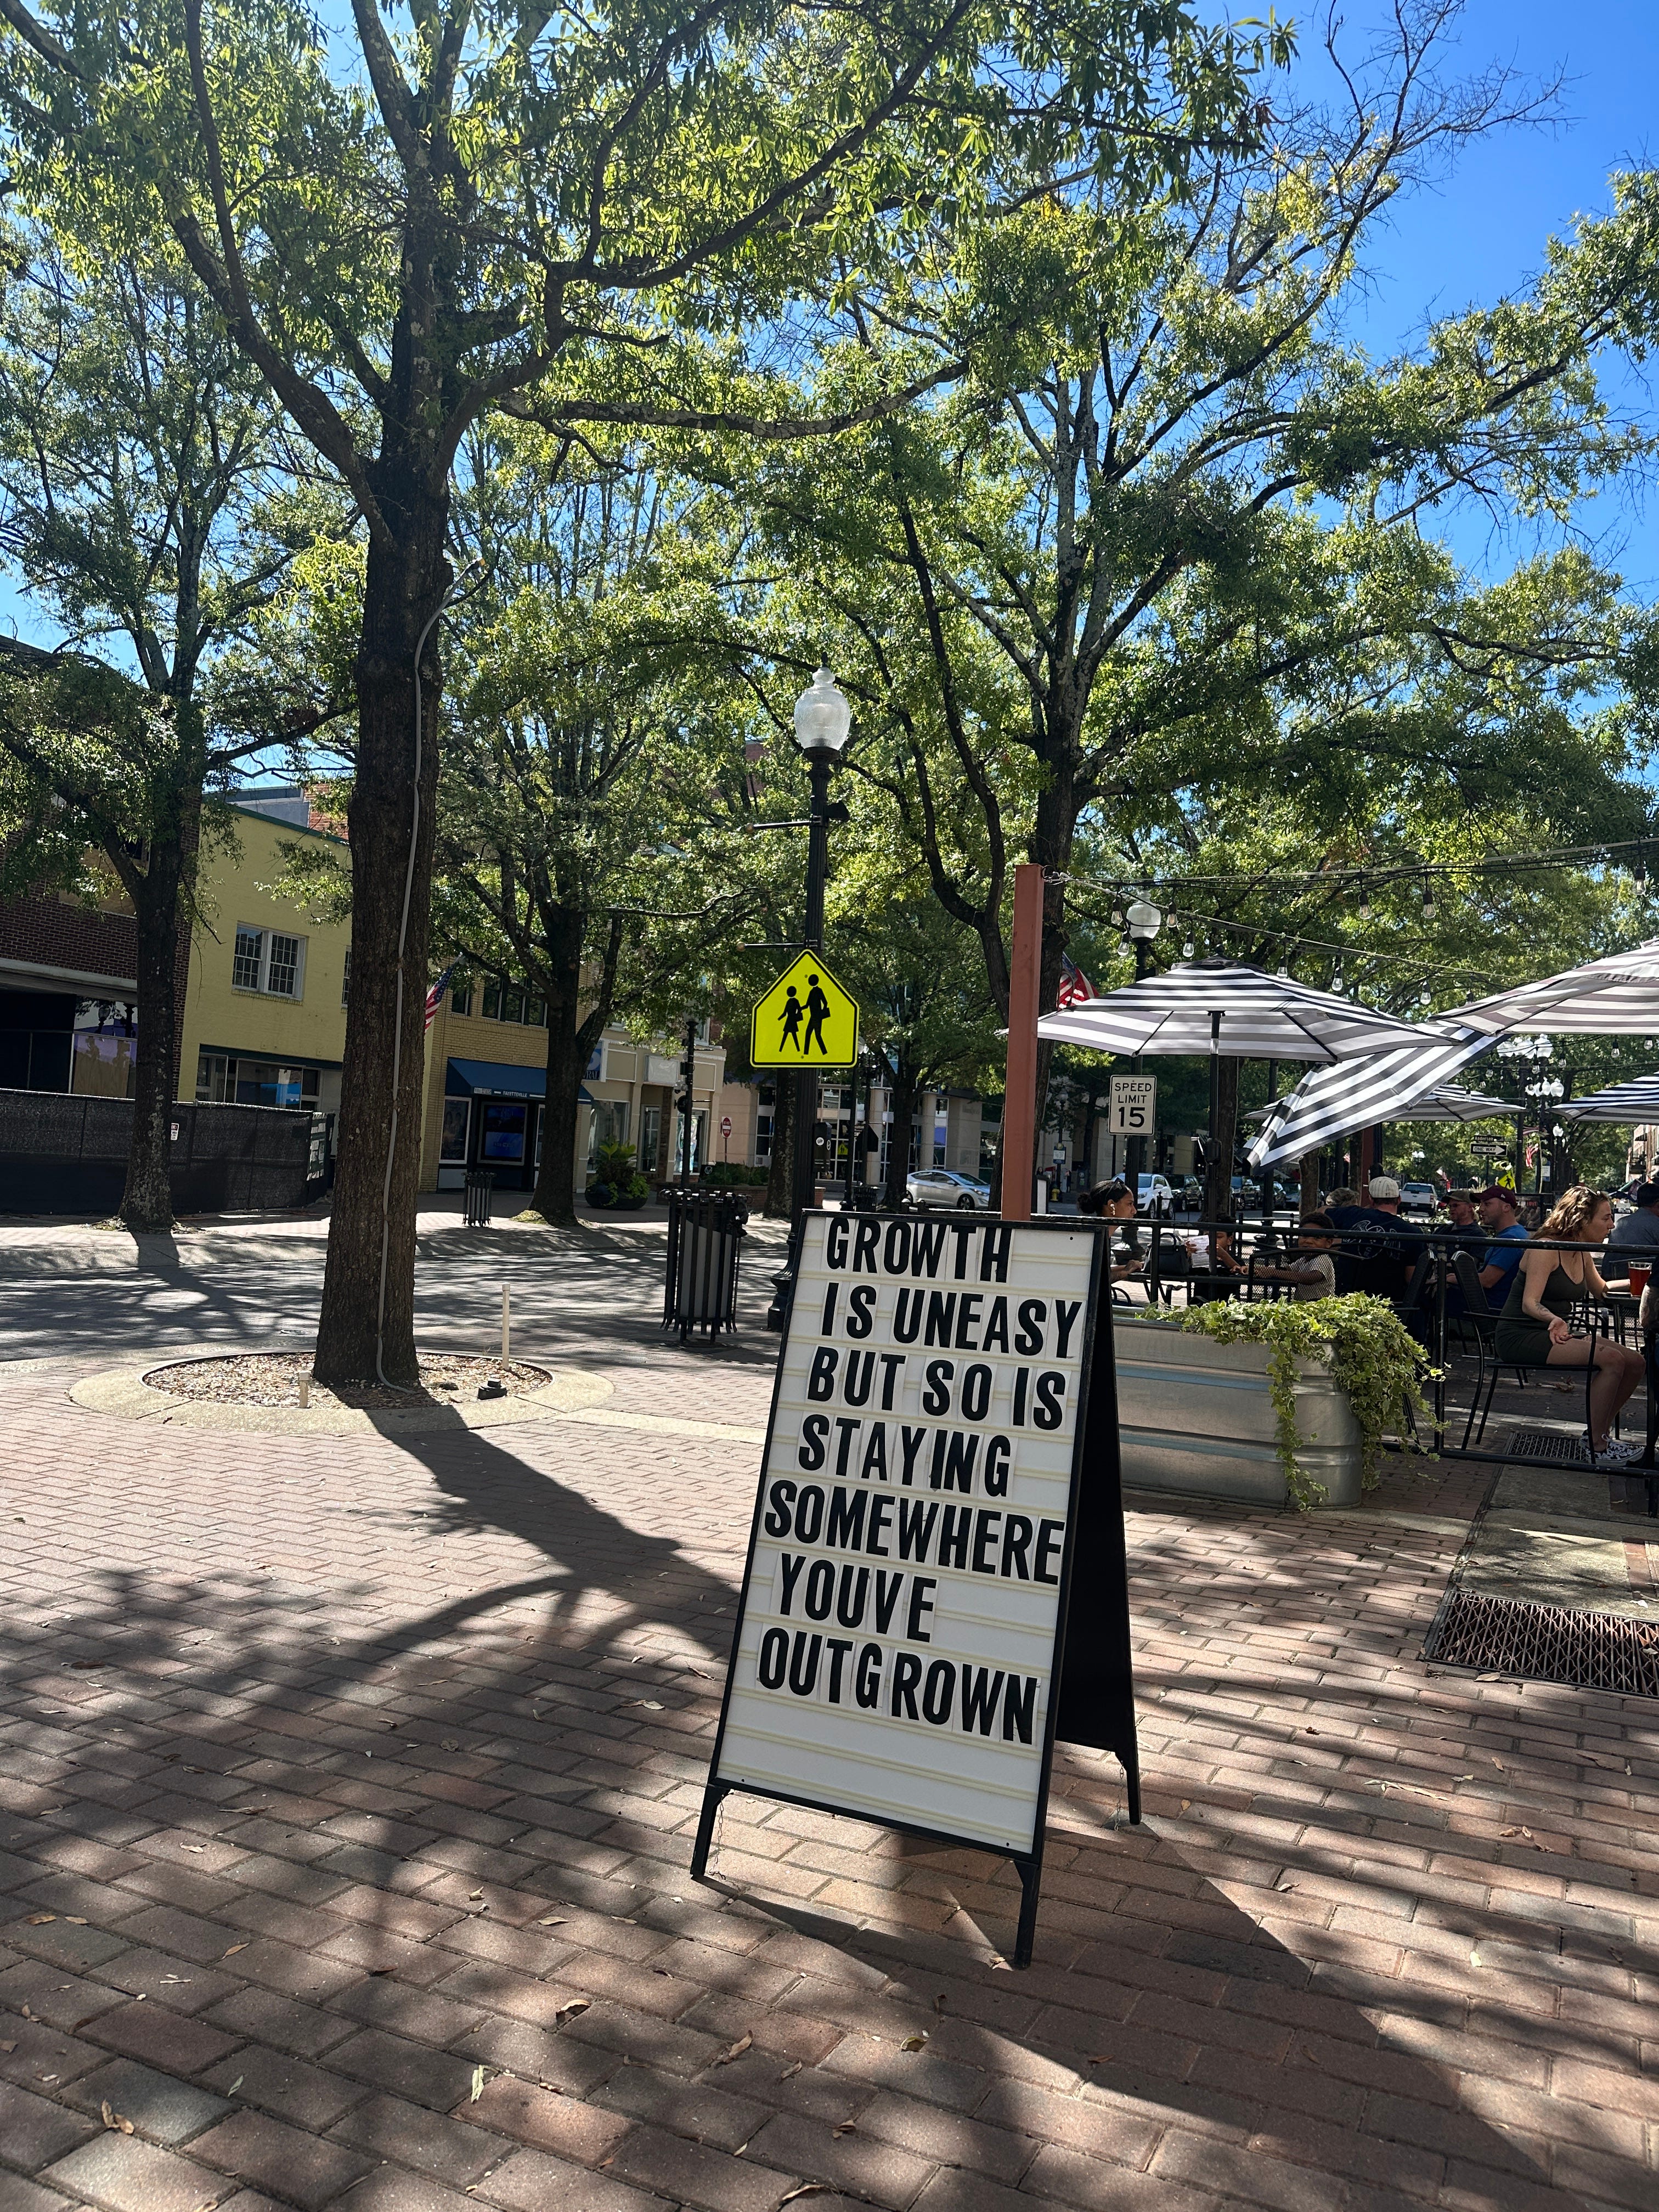 GROWTH
IS UNEASY
BUT SO IS
STAYING
SOMEWHERE
YOUVE
OUTGROWN
SPEED
LIMIT
15